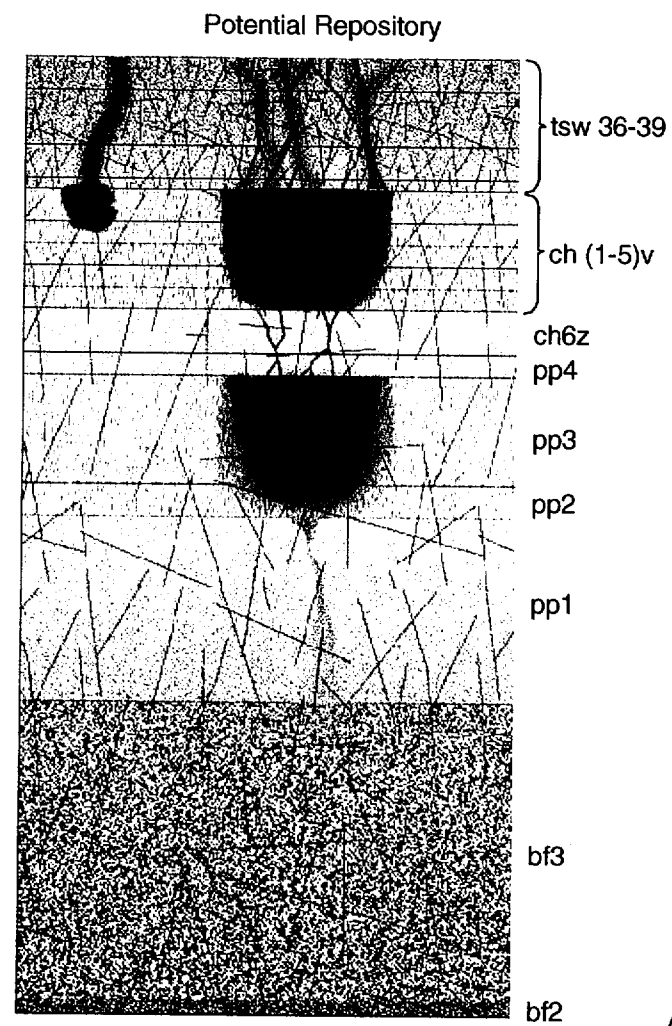 Potential Repository
tsw 36-39
ch (1-5)v
ch6z
pp4
pp3
pp2
pp1
bf3
bf2